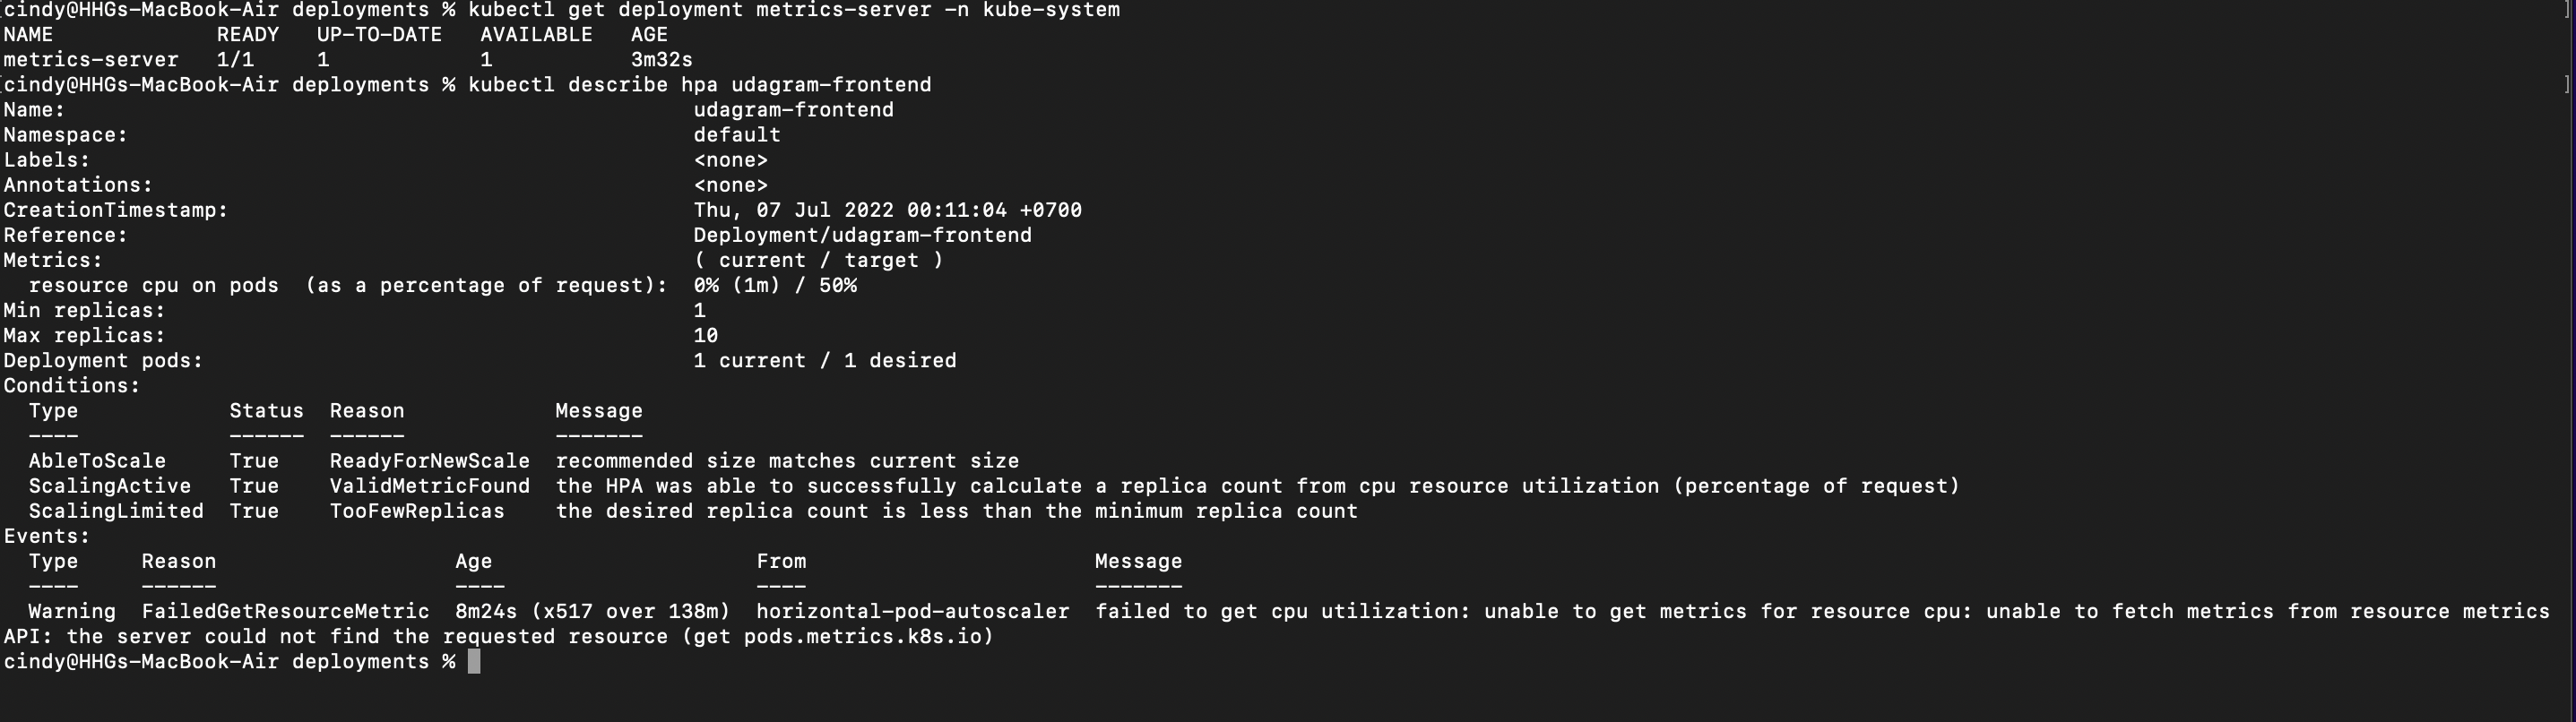 cindy@HHGs-MacBook-Air deployments % kubectl get deployment metrics-server -n kube-system
NAME             READY   UP-TO-DATE   AVAILABLE   AGE
metrics-server   1/1     1            1           3m32s
cindy@HHGs-MacBook-Air deployments % kubectl describe hpa udagram-frontend
Name:                                                  udagram-frontend
Namespace:                                             default
Labels:                                                <none>
Annotations:                                           <none>
CreationTimestamp:                                     Thu, 07 Jul 2022 00:11:04 +0700
Reference:                                             Deployment/udagram-frontend
Metrics:                                               ( current / target )
  resource cpu on pods  (as a percentage of request):  0% (1m) / 50%
Min replicas:                                          1
Max replicas:                                          10
Deployment pods:                                       1 current / 1 desired
Conditions:
  Type            Status  Reason            Message
  ----            ------  ------            -------
  AbleToScale     True    ReadyForNewScale  recommended size matches current size
  ScalingActive   True    ValidMetricFound  the HPA was able to successfully calculate a replica count from cpu resource utilization (percentage of request)
  ScalingLimited  True    TooFewReplicas    the desired replica count is less than the minimum replica count
Events:
  Type     Reason                   Age                     From                       Message
  ----     ------                   ----                    ----                       -------
  Warning  FailedGetResourceMetric  8m24s (x517 over 138m)  horizontal-pod-autoscaler  failed to get cpu utilization: unable to get metrics for resource cpu: unable to fetch metrics from resource metrics
API: the server could not find the requested resource (get pods.metrics.k8s.io)
cindy@HHGs-MacBook-Air deployments %